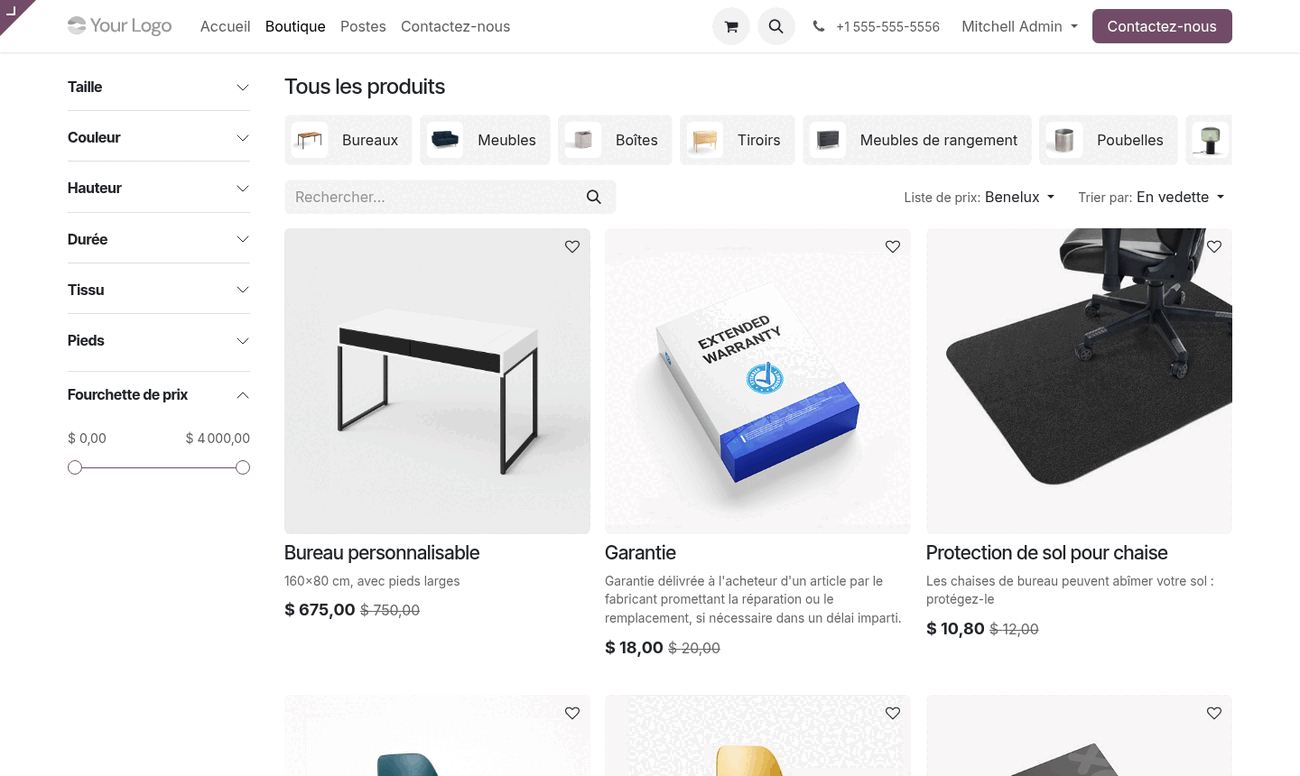 Your Logo
Accueil Boutique Postes Contactez-nous
+1 555-555-5556 Mitchell Admin Contactez-nous
Taille
Couleur
Hauteur
Durée
Tissu
Pieds
Fourchette de prix
$ 0,00 $ 4 000,00
Tous les produits
Bureaux Meubles Boîtes Tiroirs Meubles de rangement Poubelles
Rechercher...
Liste de prix: Benelux Trier par: En vedette
EXTENDED
WARRANTY
Bureau personnalisable
160x80 cm, avec pieds larges
$ 675,00 $ 750,00
Garantie
Garantie délivrée à l'acheteur d'un article par le
fabricant promettant la réparation ou le
remplacement, si nécessaire dans un délai imparti.
$ 18,00 $ 20,00
Protection de sol pour chaise
Les chaises de bureau peuvent abîmer votre sol :
protégez-le
$ 10,80 $ 12,00